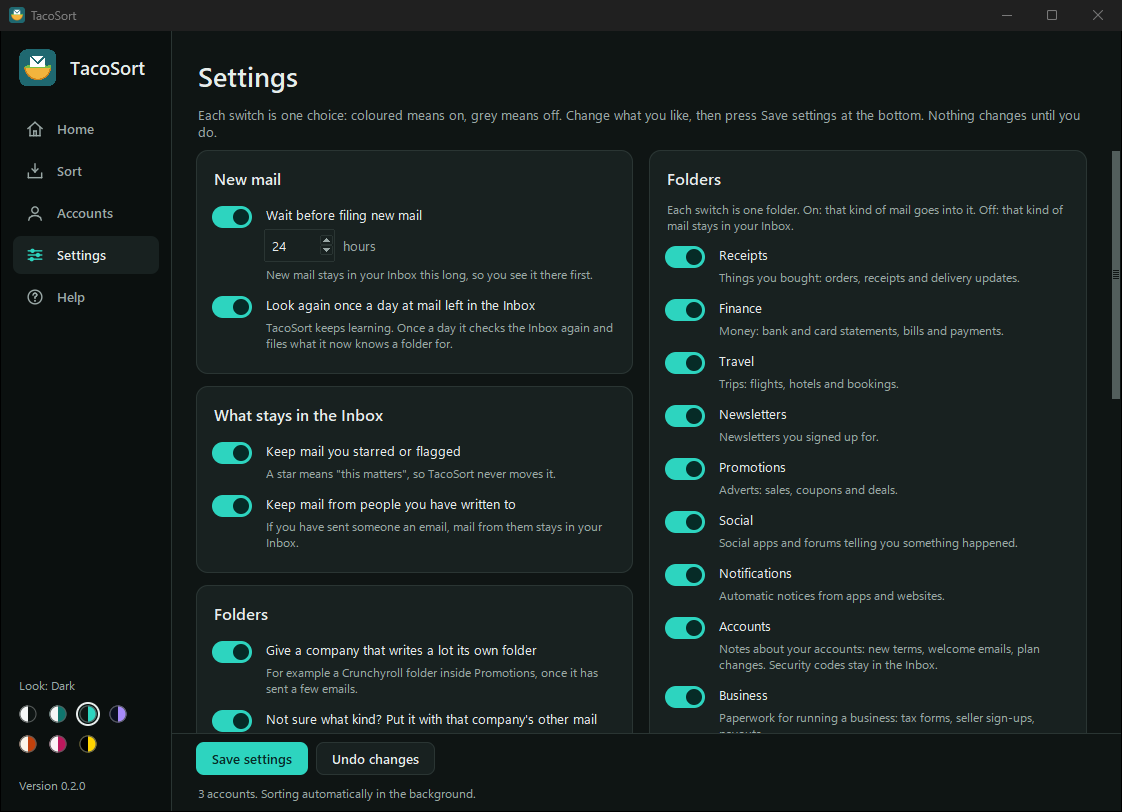 TacoSort
TacoSort
Home
Sort
Accounts
Settings
Help
Look: Dark
Version 0.2.0
Settings
Each switch is one choice: coloured means on, grey means off. Change what you like, then press Save settings at the bottom. Nothing changes until you
do.
New mail
Wait before filing new mail
24 hours
New mail stays in your Inbox this long, so you see it there first.
Look again once a day at mail left in the Inbox
TacoSort keeps learning. Once a day it checks the Inbox again and
files what it now knows a folder for.
What stays in the Inbox
Keep mail you starred or flagged
A star means "this matters", so TacoSort never moves it.
Keep mail from people you have written to
If you have sent someone an email, mail from them stays in your
Inbox.
Folders
Give a company that writes a lot its own folder
For example a Crunchyroll folder inside Promotions, once it has
sent a few emails.
Not sure what kind? Put it with that company's other mail
Folders
Each switch is one folder. On: that kind of mail goes into it. Off: that kind of
mail stays in your Inbox.
Receipts
Things you bought: orders, receipts and delivery updates.
Finance
Money: bank and card statements, bills and payments.
Travel
Trips: flights, hotels and bookings.
Newsletters
Newsletters you signed up for.
Promotions
Adverts: sales, coupons and deals.
Social
Social apps and forums telling you something happened.
Notifications
Automatic notices from apps and websites.
Accounts
Notes about your accounts: new terms, welcome emails, plan
changes. Security codes stay in the Inbox.
Business
Paperwork for running a business: tax forms, seller sign-ups,
Save settings
Undo changes
3 accounts. Sorting automatically in the background.